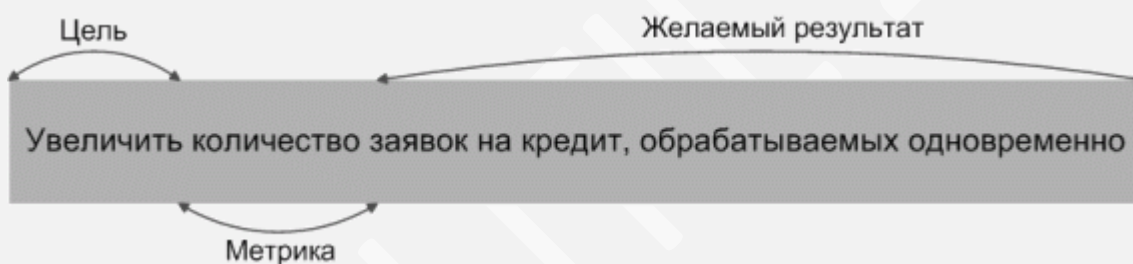 Цель
Желаемый результат
Увеличить количество заявок на кредит, обрабатываемых одновременно
Метрика